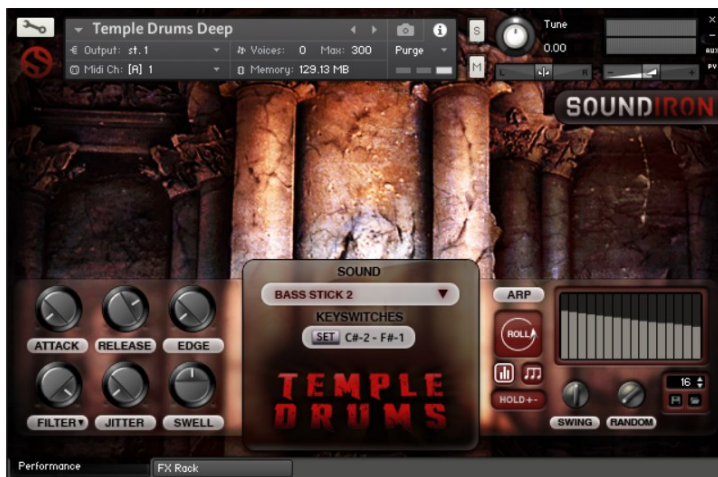 Temple Drums Deep
Output: st.1
Voices: 0 Max: 300
Purge
Midi Ch: [A] 1
Memory: 129.13 MB
S
M
Tune
0.00
L
R
AUX
PV
SOUNDIRON
SOUND
BASS STICK 2
KEYSWITCHES
SET C#-2 - F#-1
TEMPLE
DRUMS
ATTACK
RELEASE
EDGE
FILTER
JITTER
SWELL
ARP
ROLL
HOLD+-
16
SWING
RANDOM
Performance
FX Rack